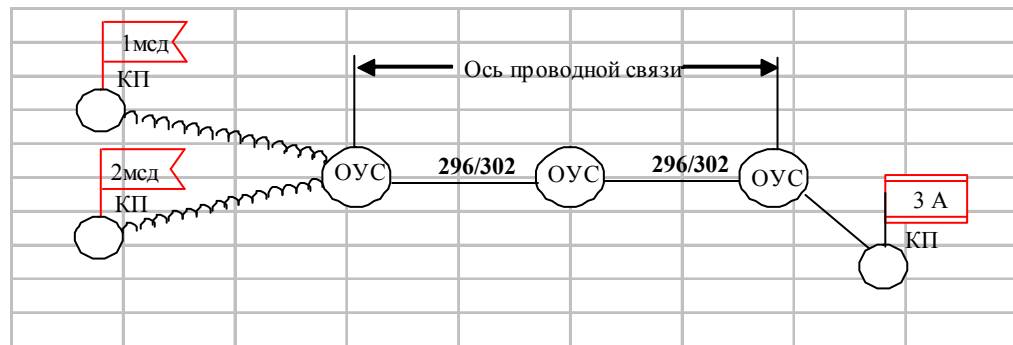 1мсд
КП
Ось проводной связи
2мсд
КП
ОУС
296/302
ОУС
296/302
ОУС
3 А
КП